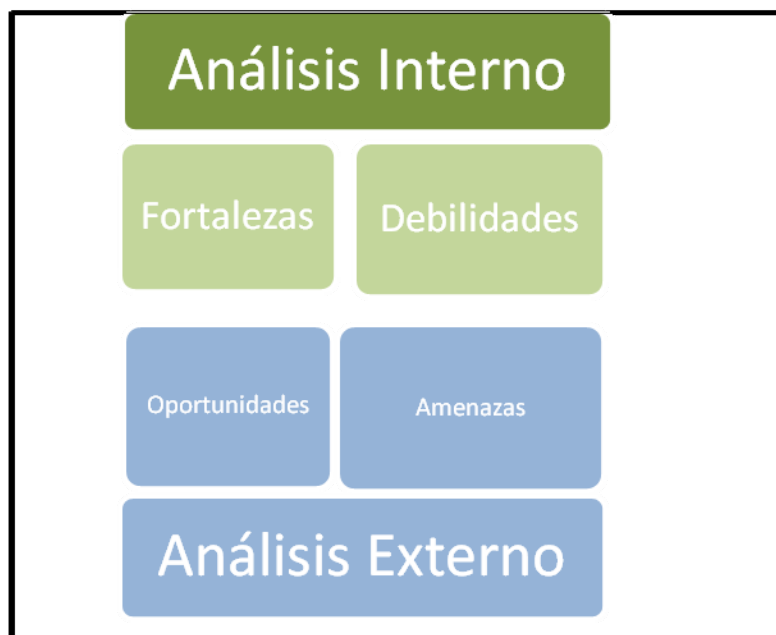 Análisis Interno
Fortalezas
Debilidades
Oportunidades
Amenazas
Análisis Externo